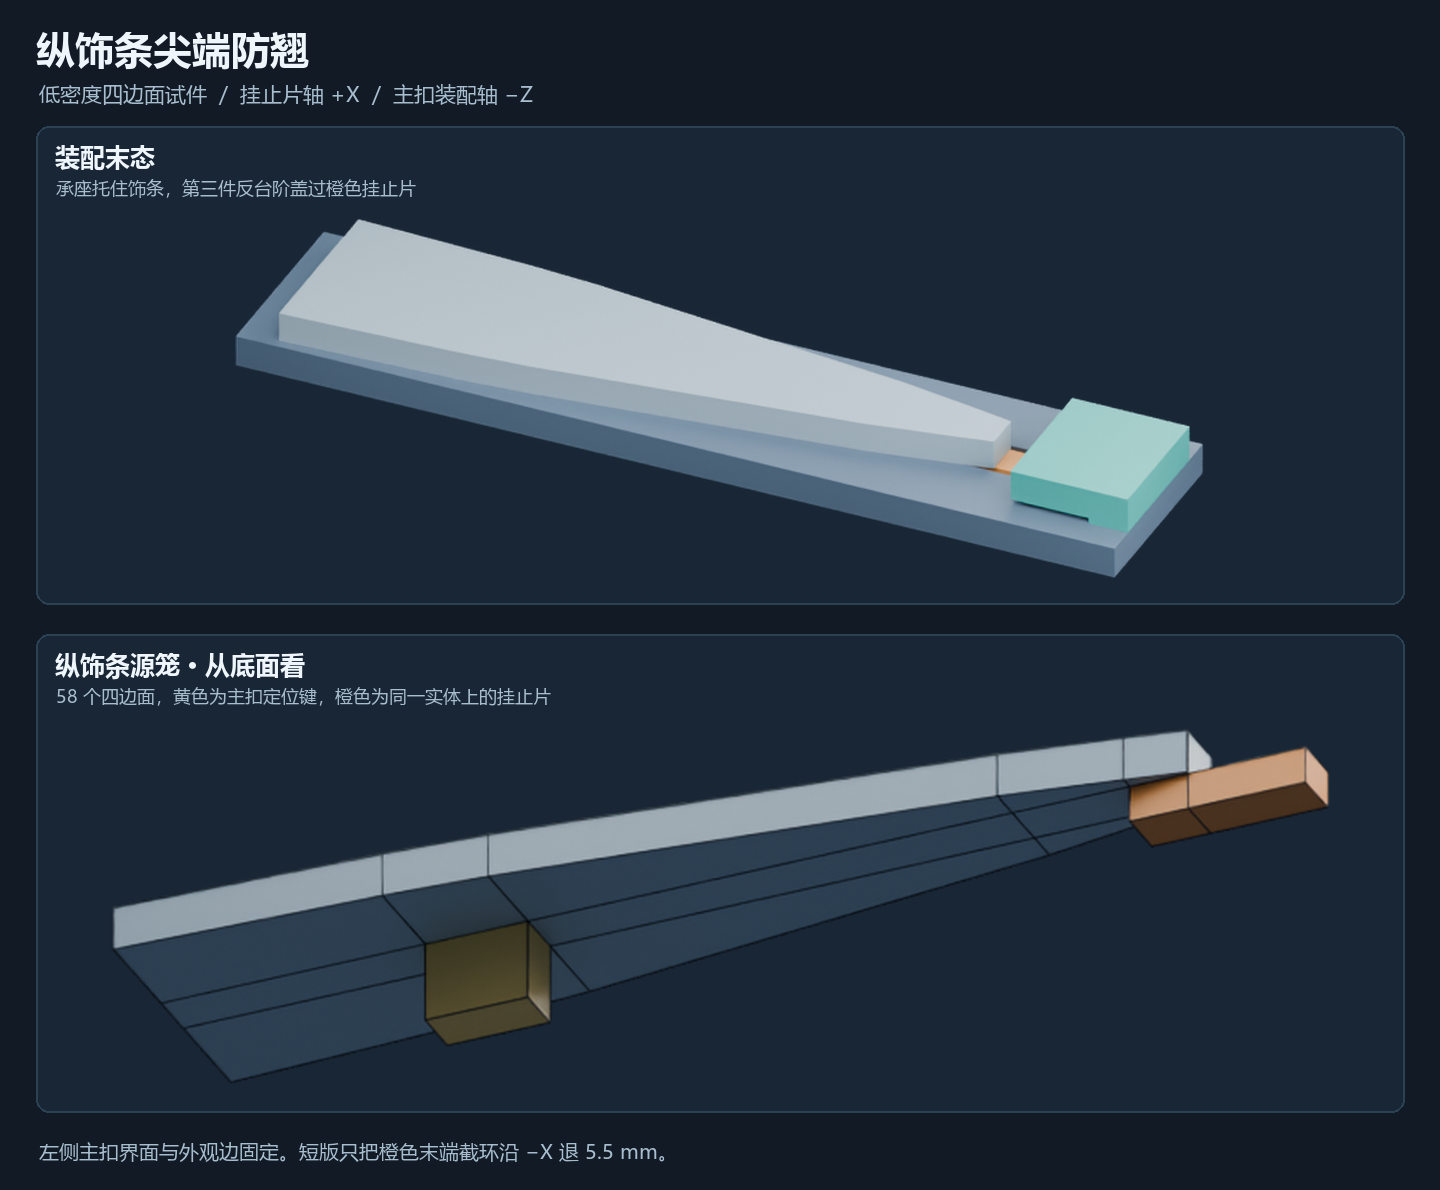 纵饰条尖端防翘
低密度四边面试件 / 挂止片轴 +X / 主扣装配轴 −Z
装配末态
承座托住饰条，第三件反台阶盖过橙色挂止片
纵饰条源笼・从底面看
58 个四边面，黄色为主扣定位键，橙色为同一实体上的挂止片
左侧主扣界面与外观边固定。短版只把橙色末端截环沿 −X 退 5.5 mm。